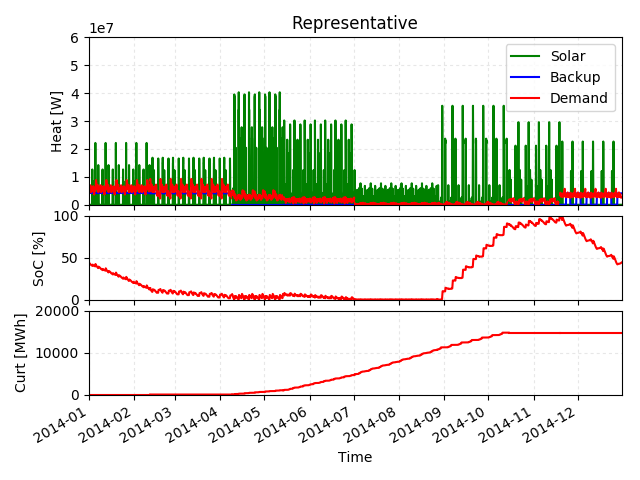 Representative
1e7
6
5
4
3
2
1
0
Heat [W]
Solar
Backup
Demand
100
50
0
SoC [%]
20000
10000
0
Curt [MWh]
2014-01
2014-02
2014-03
2014-04
2014-05
2014-06
2014-07
2014-08
2014-09
2014-10
2014-11
2014-12
Time